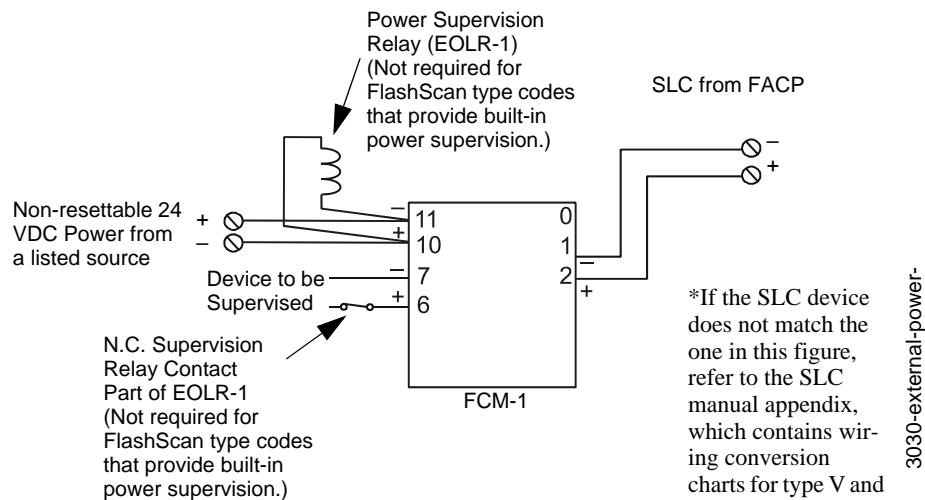 Power Supervision
Relay (EOLR-1)
(Not required for
FlashScan type codes
that provide built-in
power supervision.)
SLC from FACP
–
+
Non-resettable 24
VDC Power from
a listed source
+
–
–
11
+
10
–
7
+
6
0
1
–
2
+
Device to be
Supervised
FCM-1
N.C. Supervision
Relay Contact
Part of EOLR-1
(Not required for
FlashScan type codes
that provide built-in
power supervision.)
*If the SLC device
does not match the
one in this figure,
refer to the SLC
manual appendix,
which contains wir-
ing conversion
charts for type V and
3030-external-power-